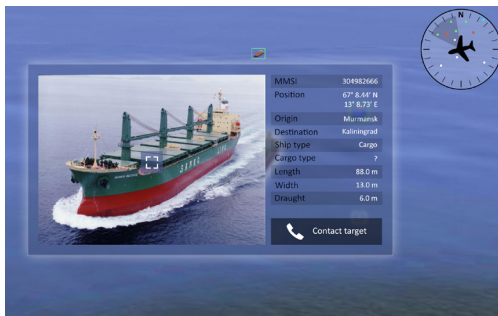 N
MMSI 304982666
Position 67° 8.44' N
13° 8.73' E
Origin Murmansk
Destination Kaliningrad
Ship type Cargo
Cargo type ?
Length 88.0 m
Width 13.0 m
Draught 6.0 m
Contact target